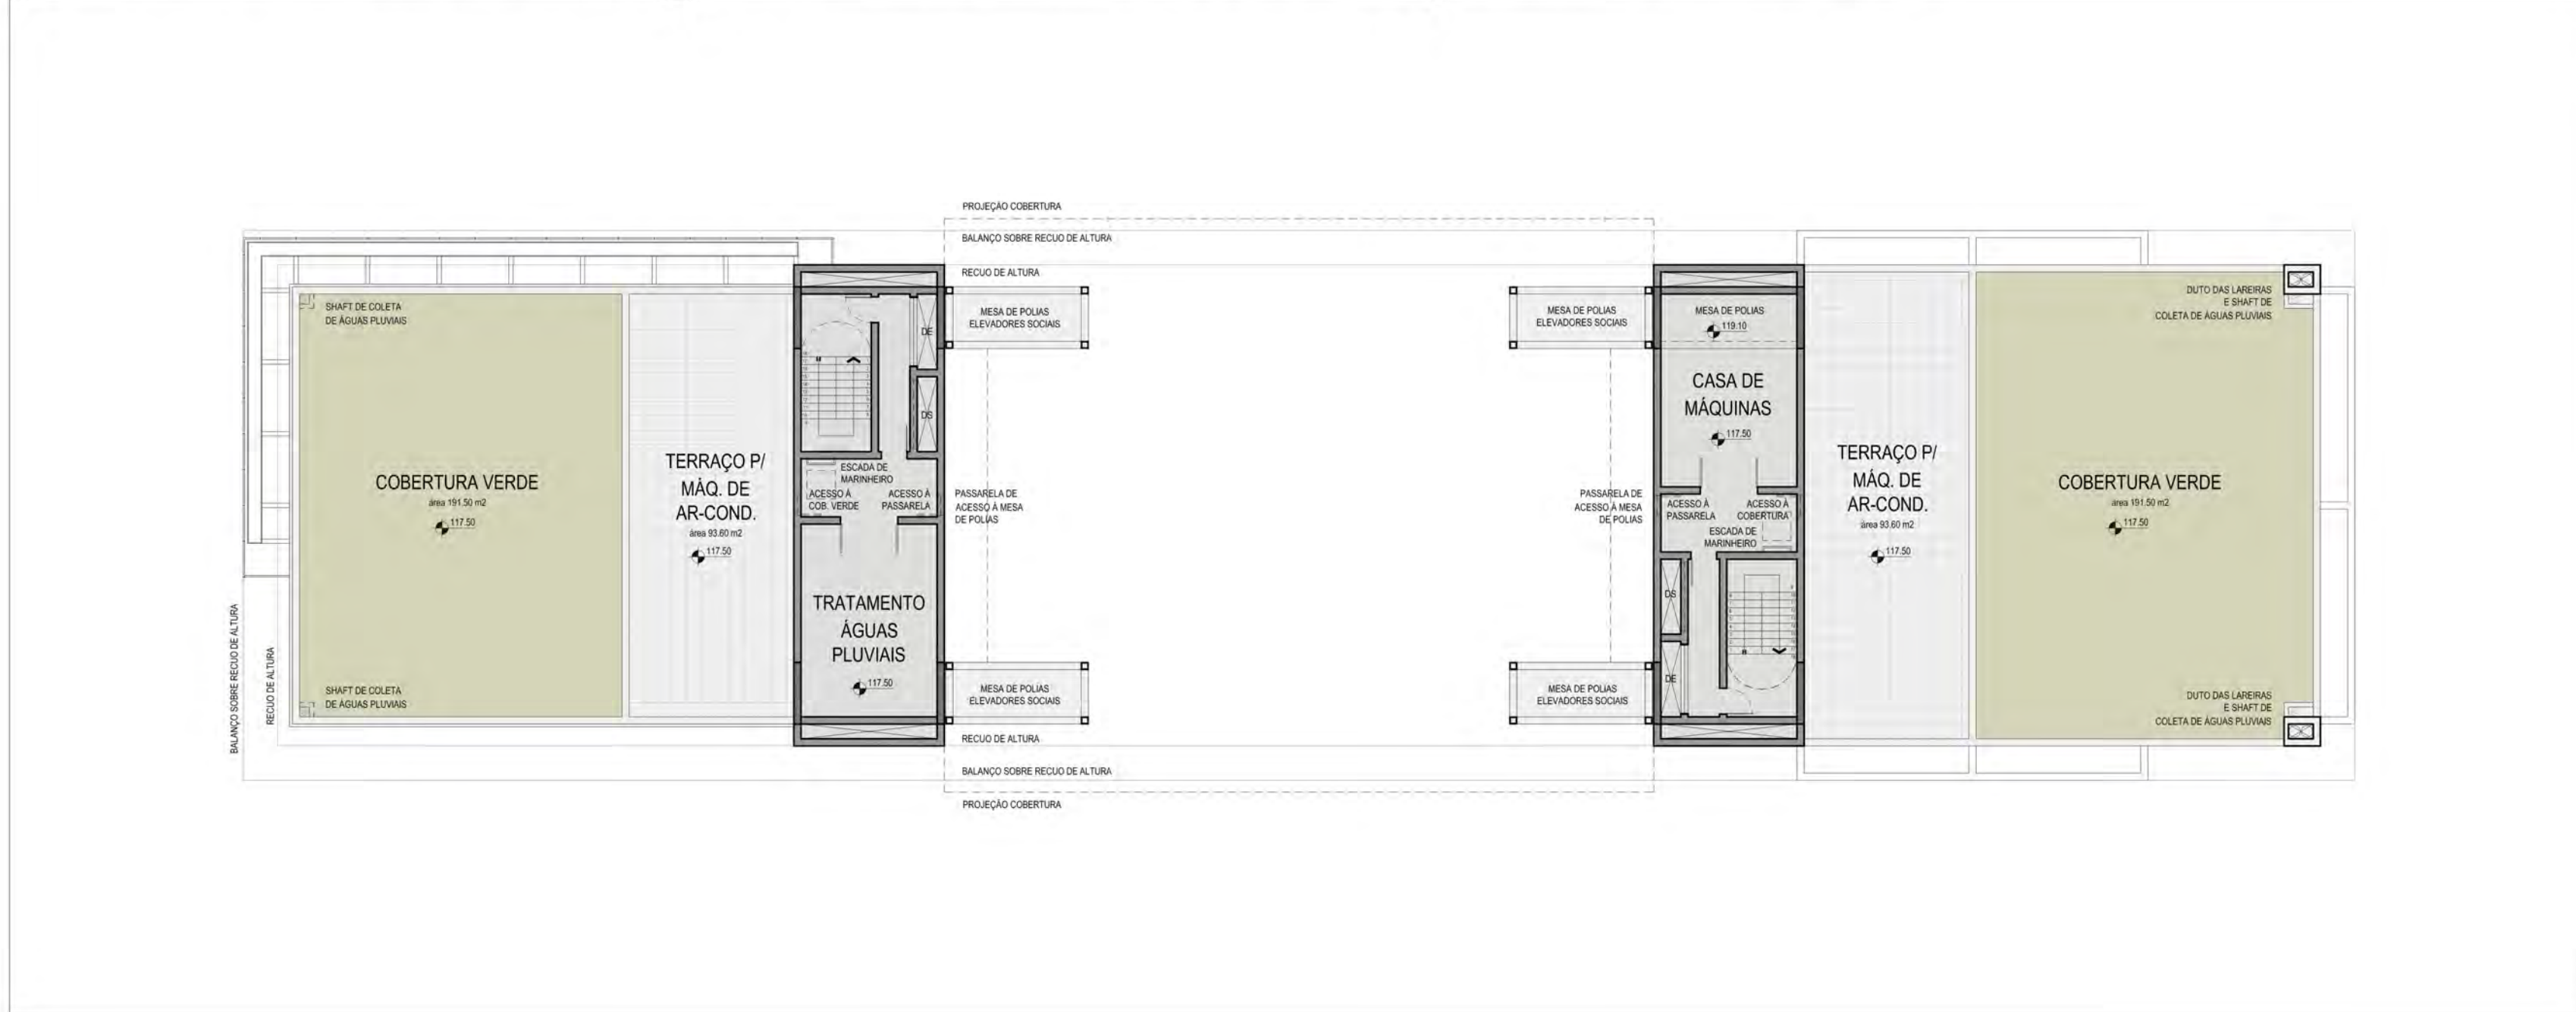 PROJEÇÃO COBERTURA
BALANÇO SOBRE RECUO DE ALTURA
RECUO DE ALTURA
SHAFT DE COLETA
DE ÁGUAS PLUVIAIS
COBERTURA VERDE
área 191.50 m2
117.50
SHAFT DE COLETA
DE ÁGUAS PLUVIAIS
BALANÇO SOBRE RECUO DE ALTURA
RECUO DE ALTURA
TERRAÇO P/
MÁQ. DE
AR-COND.
área 93.60 m2
117.50
DE
DS
ESCADA DE
MARINHEIRO
ACESSO À
COB. VERDE
ACESSO À
PASSARELA
TRATAMENTO
ÁGUAS
PLUVIAIS
117.50
MESA DE POLIAS
ELEVADORES SOCIAIS
PASSARELA DE
ACESSO À MESA
DE POLIAS
MESA DE POLIAS
ELEVADORES SOCIAIS
RECUO DE ALTURA
BALANÇO SOBRE RECUO DE ALTURA
PROJEÇÃO COBERTURA
MESA DE POLIAS
ELEVADORES SOCIAIS
PASSARELA DE
ACESSO À MESA
DE POLIAS
MESA DE POLIAS
ELEVADORES SOCIAIS
MESA DE POLIAS
119.10
CASA DE
MÁQUINAS
117.50
ACESSO À
PASSARELA
ACESSO À
COBERTURA
ESCADA DE
MARINHEIRO
DS
DE
TERRAÇO P/
MÁQ. DE
AR-COND.
área 93.60 m2
117.50
DUTO DAS LAREIRAS
E SHAFT DE
COLETA DE ÁGUAS PLUVIAIS
COBERTURA VERDE
área 191.50 m2
117.50
DUTO DAS LAREIRAS
E SHAFT DE
COLETA DE ÁGUAS PLUVIAIS